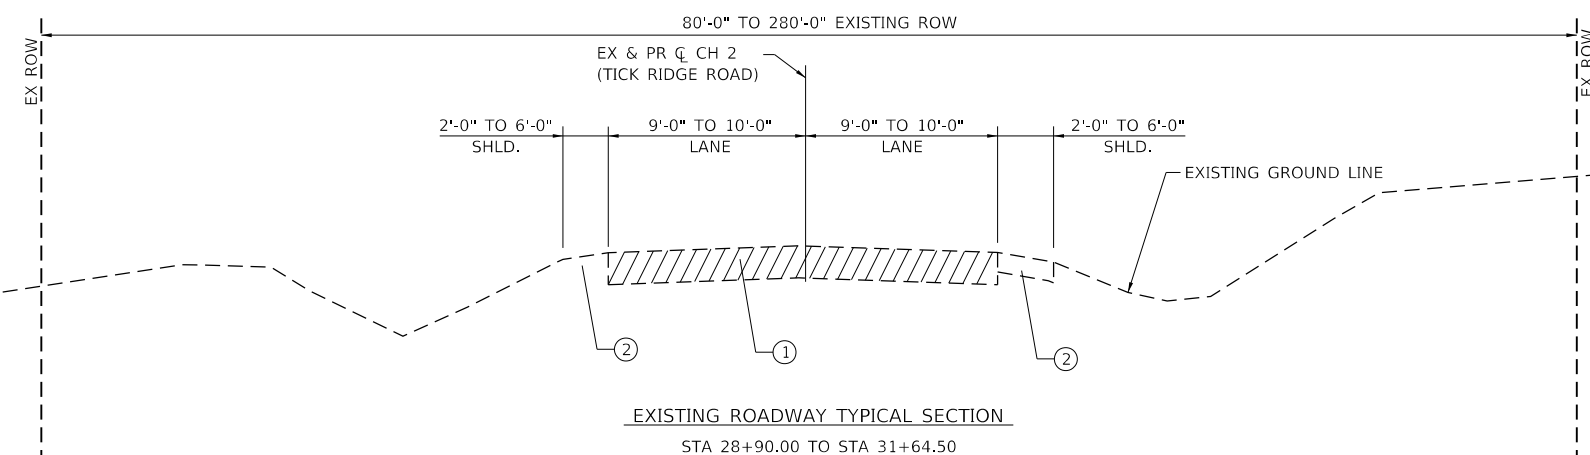 80'-0" TO 280'-0" EXISTING ROW
EX ROW
EX ROW
EX & PR ℄ CH 2
(TICK RIDGE ROAD)
2'-0" TO 6'-0"
SHLD.
9'-0" TO 10'-0"
LANE
9'-0" TO 10'-0"
LANE
2'-0" TO 6'-0"
SHLD.
EXISTING GROUND LINE
2
1
2
EXISTING ROADWAY TYPICAL SECTION
STA 28+90.00 TO STA 31+64.50